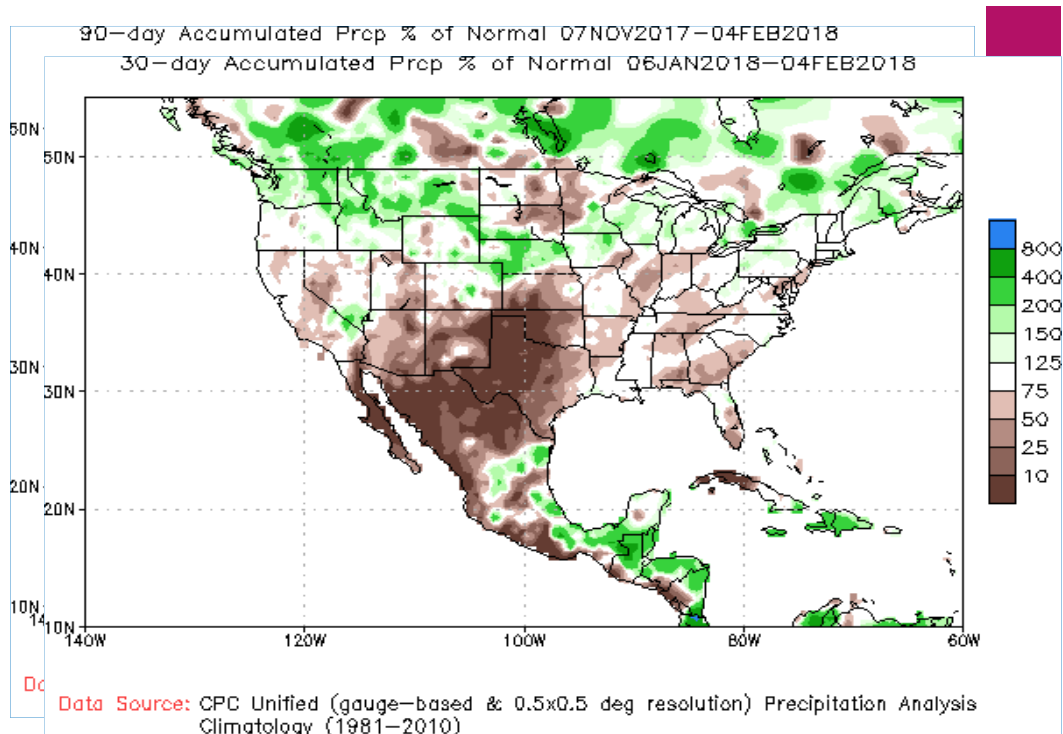 90-day Accumulated Prcp % of Normal 07NOV2017-04FEB2018
30-day Accumulated Prcp % of Normal 06JAN2018-04FEB2018
50N
50N
40N
40N
30N
30N
20N
20N
10N
14
10N
140W 120W 100W 80W 60W
800
400
200
150
125
75
50
25
10
Data Source: CPC Unified (gauge-based & 0.5x0.5 deg resolution) Precipitation Analysis
Climatology (1981-2010)